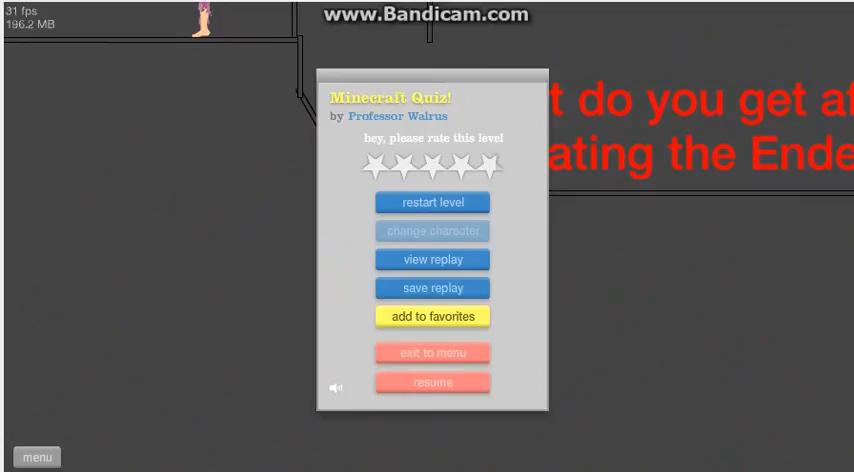 31 fps
196.2 MB
www.Bandicam.com
Minecraft Quiz!
by Professor Walrus
hey, please rate this level
t do you get af
ating the Ende
restart level
change character
view replay
save replay
add to favorites
exit to menu
resume
menu